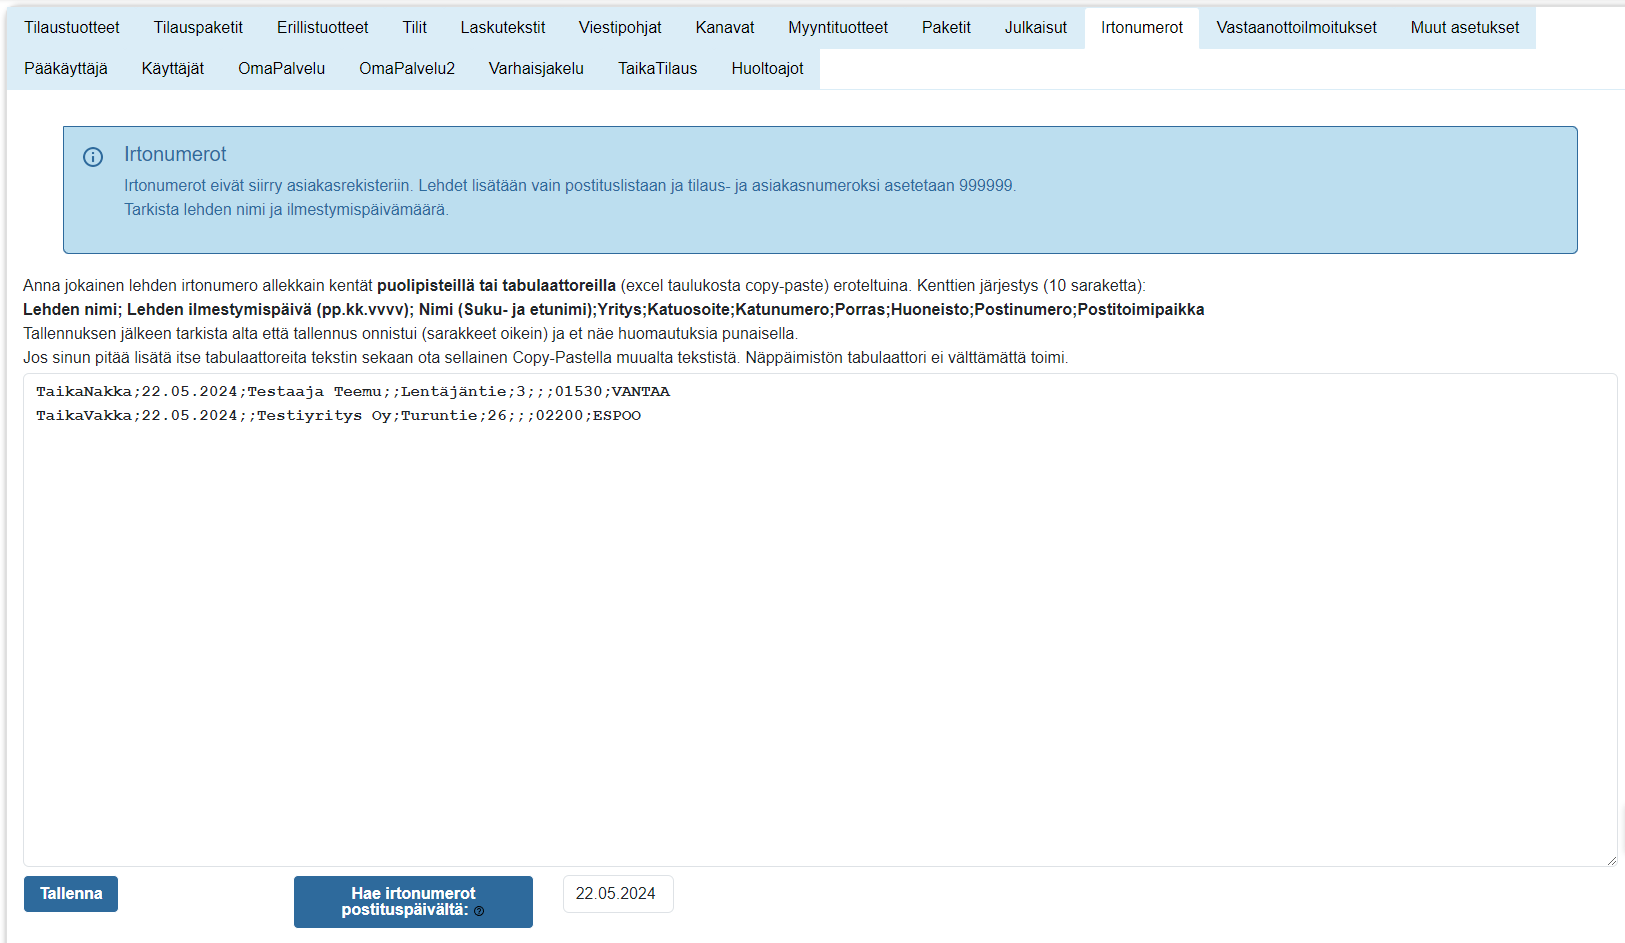 Tilaustuotteet Tilauspaketit Erillistuotteet Tilit Laskutekstit Viestipohjat Kanavat Myyntituotteet Paketit Julkaisut Irtonumerot Vastaanottoilmoitukset Muut asetukset
Pääkäyttäjä Käyttäjät OmaPalvelu OmaPalvelu2 Varhaisjakelu TaikaTilaus Huoltoajot
Irtonumerot
Irtonumerot eivät siirry asiakasrekisteriin. Lehdet lisätään vain postituslistaan ja tilaus- ja asiakasnumeroksi asetetaan 999999.
Tarkista lehden nimi ja ilmestymispäivämäärä.
Anna jokainen lehden irtonumero allekkain kentät puolipisteillä tai tabulaattoreilla (excel taulukosta copy-paste) eroteltuina. Kenttien järjestys (10 saraketta):
Lehden nimi; Lehden ilmestymispäivä (pp.kk.vvvv); Nimi (Suku- ja etunimi);Yritys;Katuosoite;Katunumero;Porras;Huoneisto;Postinumero;Postitoimipaikka
Tallennuksen jälkeen tarkista alta että tallennus onnistui (sarakkeet oikein) ja et näe huomautuksia punaisella.
Jos sinun pitää lisätä itse tabulaattoreita tekstin sekaan ota sellainen Copy-Pastella muualta tekstistä. Näppäimistön tabulaattori ei välttämättä toimi.
TaikaNakka;22.05.2024;Testaaja Teemu;;Lentäjäntie;3;;;01530;VANTAA
TaikaVakka;22.05.2024;;Testiyritys Oy;Turuntie;26;;;02200;ESPOO
Tallenna
Hae irtonumerot
postituspäivältä:
22.05.2024